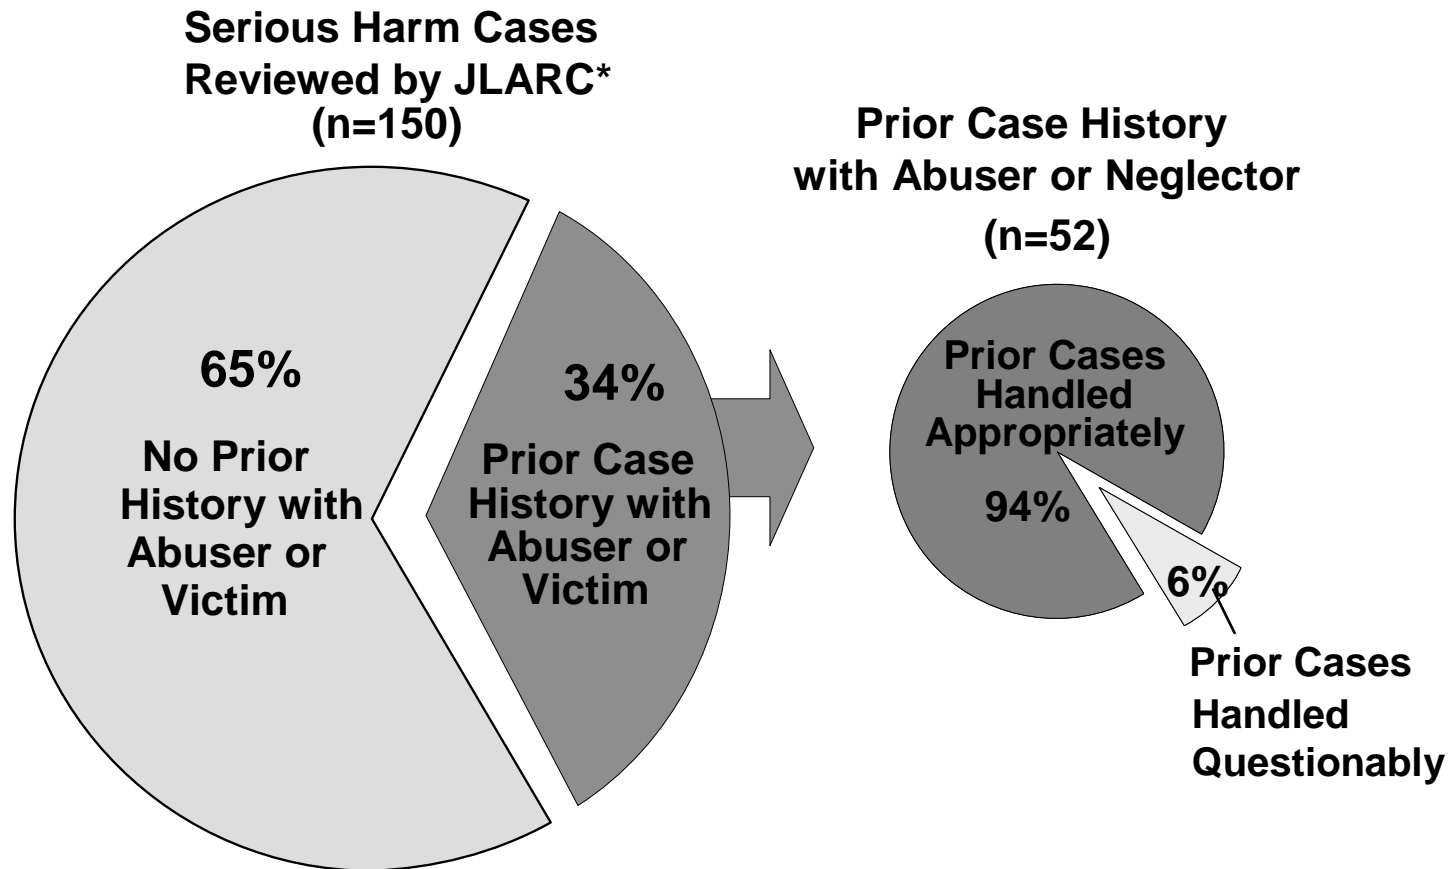 Serious Harm Cases
Reviewed by JLARC*
(n=150)
65%
No Prior
History with
Abuser or
Victim
34%
Prior Case
History with
Abuser or
Victim
Prior Case History
with Abuser or Neglector
(n=52)
Prior Cases
Handled
Appropriately
94%
6%
Prior Cases
Handled
Questionably